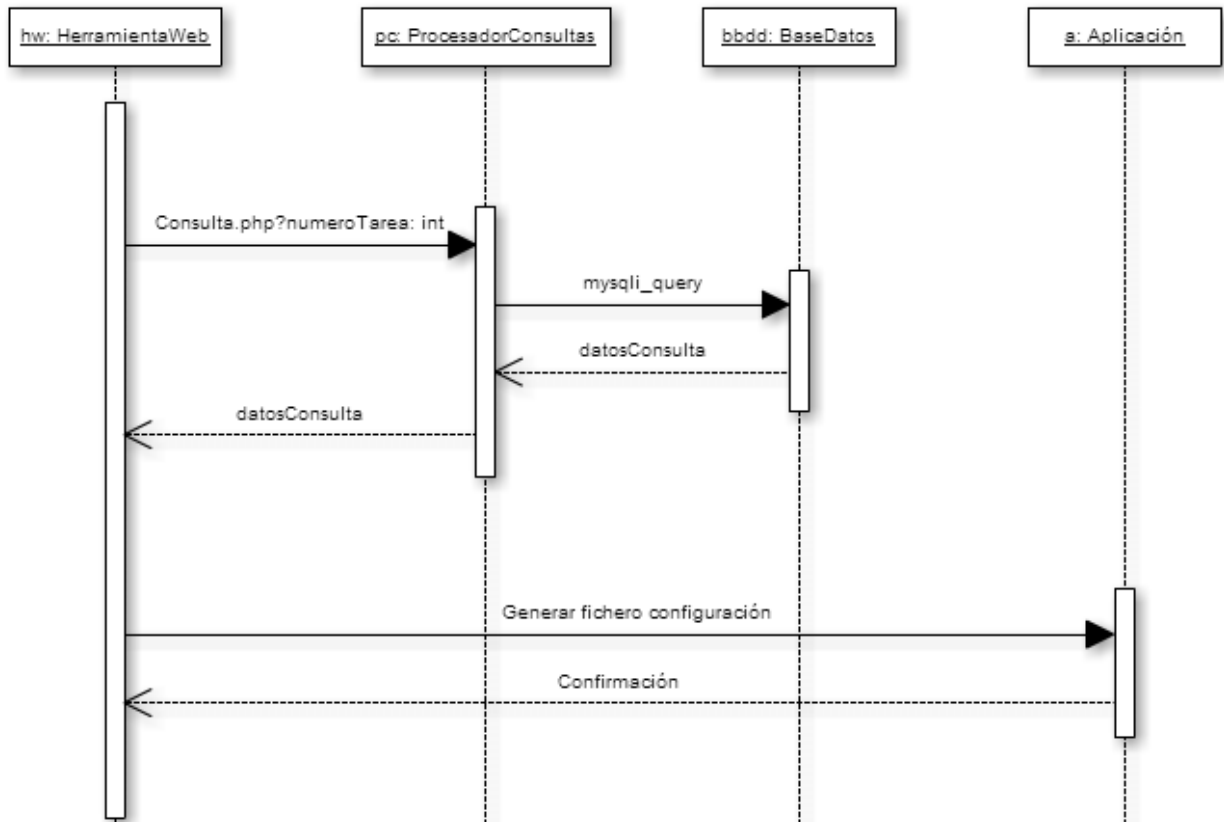 hw: HerramientaWeb
pc: ProcesadorConsultas
bbdd: BaseDatos
a: Aplicación
Consulta.php?numeroTarea: int
mysqli_query
datosConsulta
datosConsulta
Generar fichero configuración
Confirmación